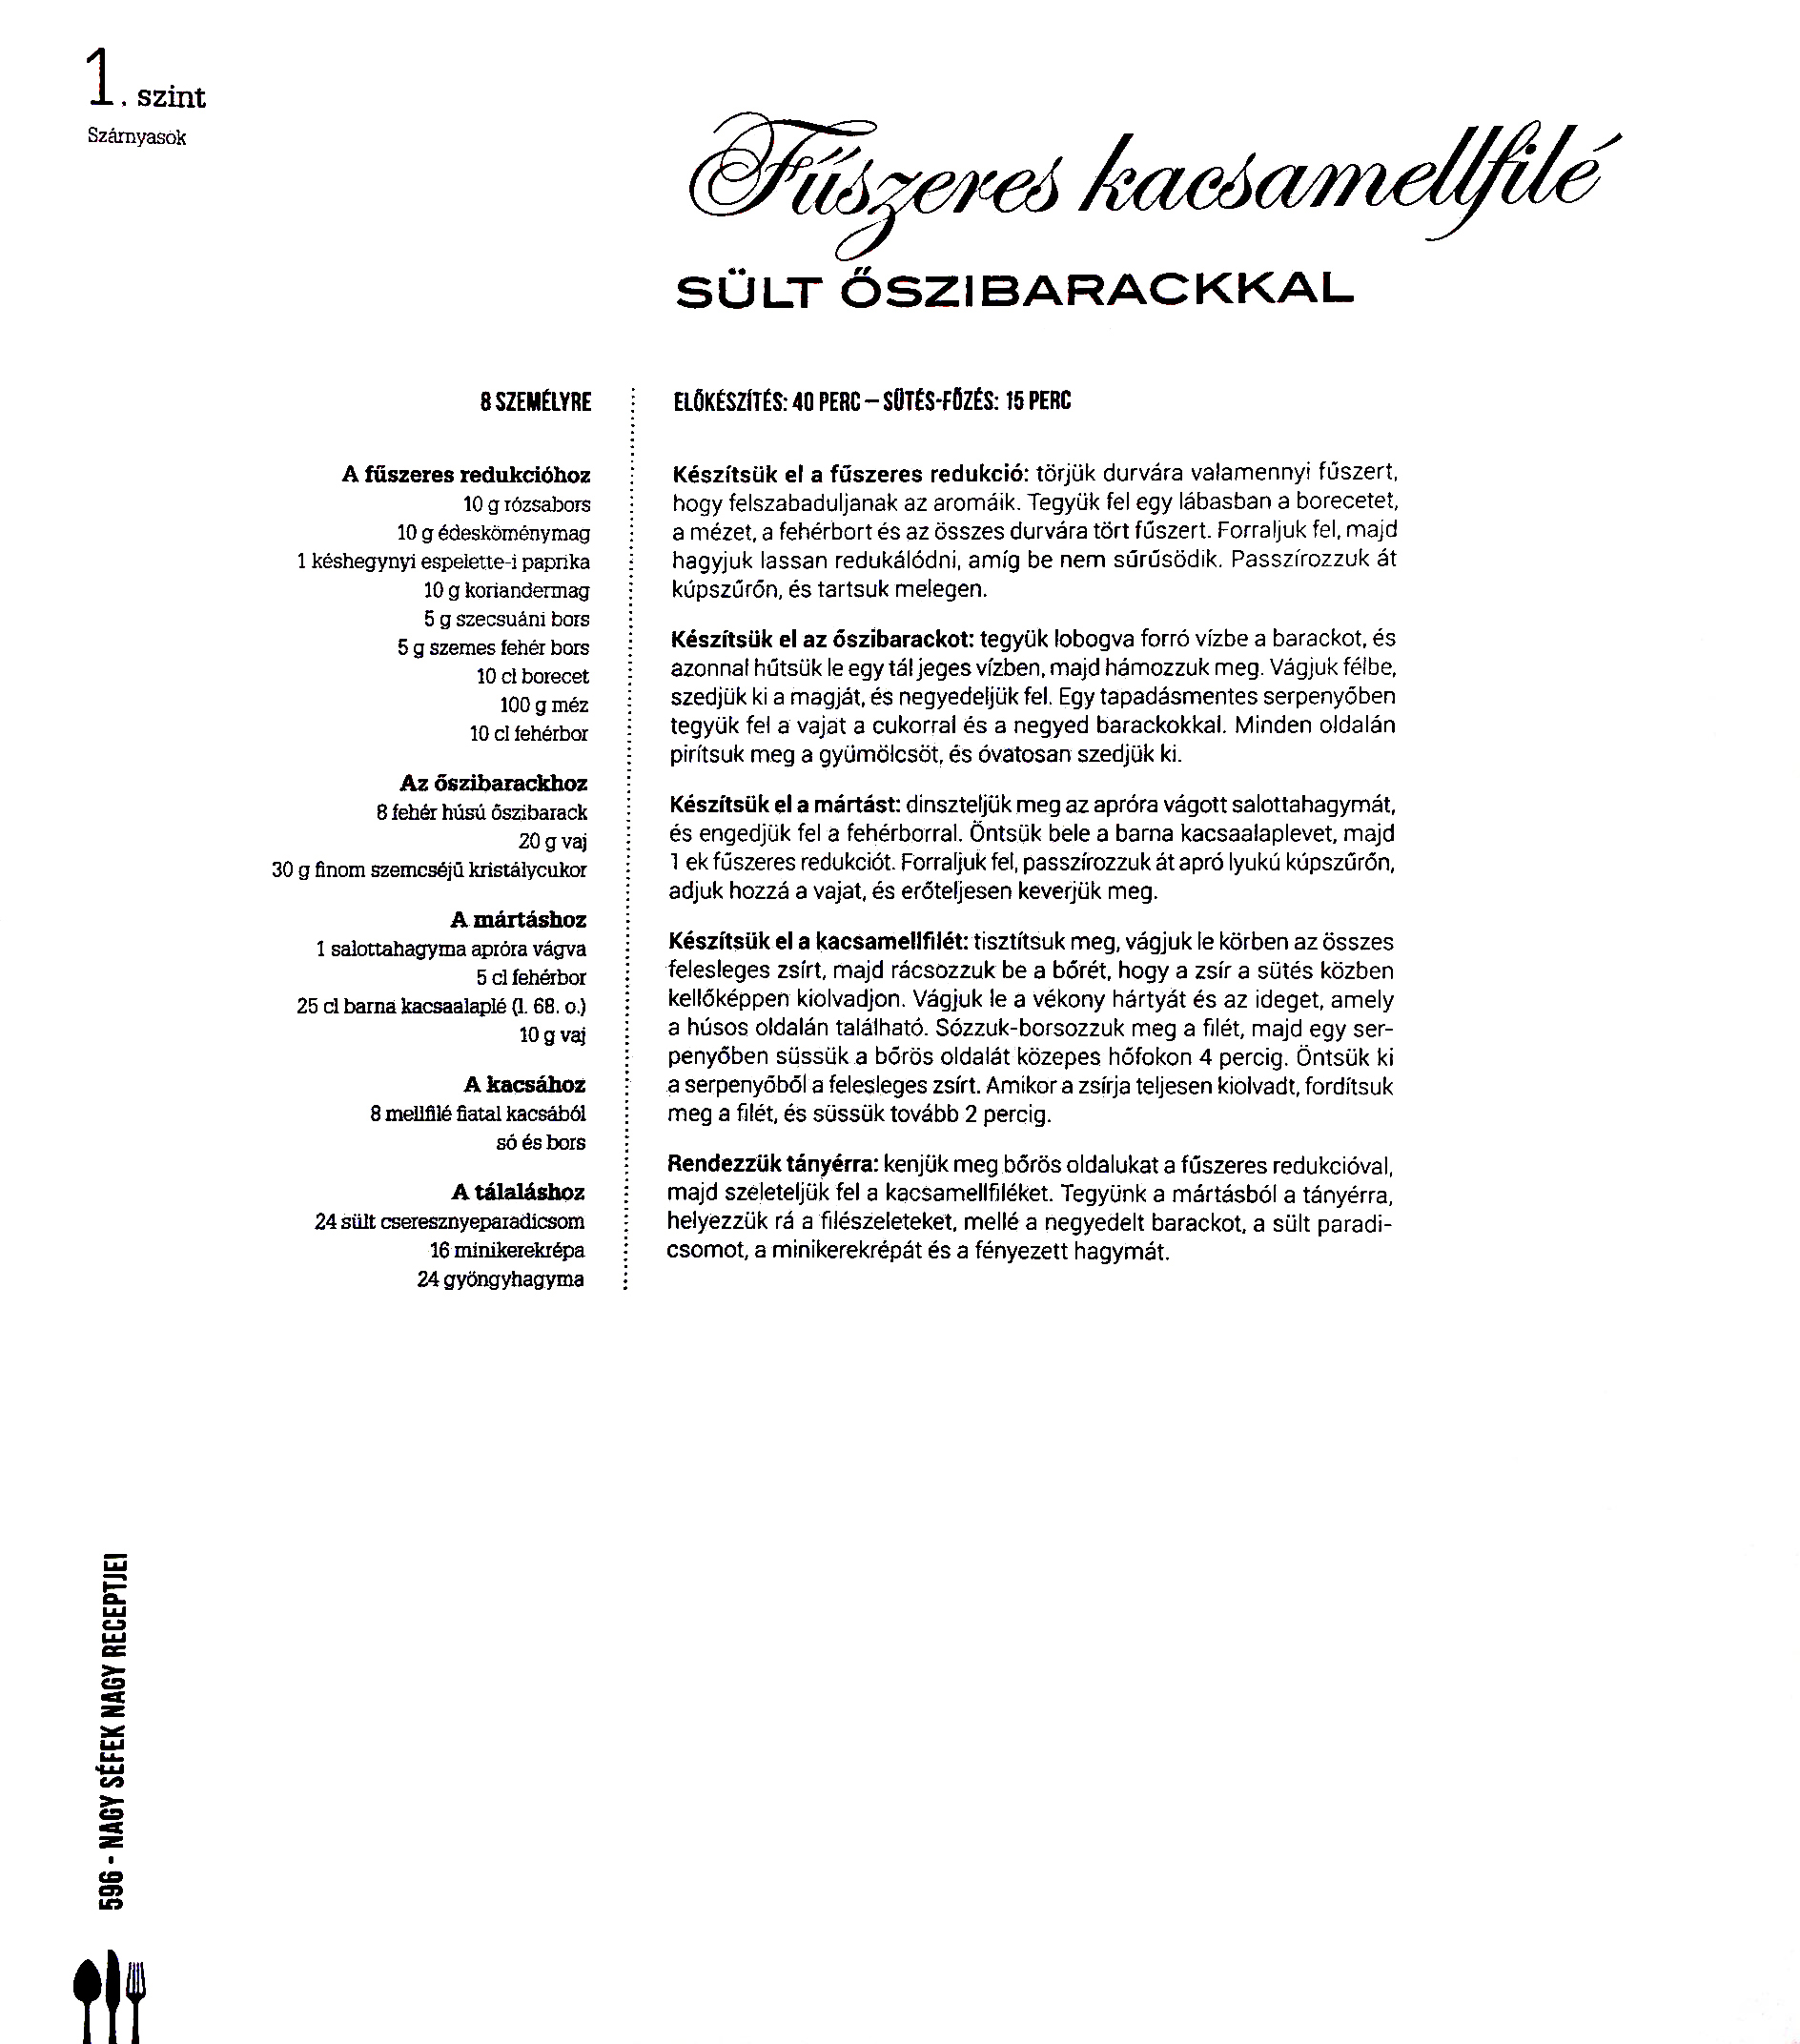 1. szint
Szárnyasok
Fűszeres kacsamellfilé
SÜLT ŐSZIBARACKKAL
8 SZEMÉLYRE
A fűszeres redukcióhoz
10 g rózsabors
10 g édesköménymag
1 késhegynyi espelette-i paprika
10 g koriandermag
5 g szecsuáni bors
5 g szemes fehér bors
10 cl borecet
100 g méz
10 cl fehérbor
Az őszibarackhoz
8 fehér húsú őszibarack
20 g vaj
30 g finom szemcséjű kristálycukor
A mártáshoz
1 salottahagyma apróra vágva
5 cl fehérbor
25 cl barna kacsaalaplé (l. 68. o.)
10 g vaj
A kacsához
8 mellfilé fiatal kacsából
só és bors
A tálaláshoz
24 sült cseresznyeparadicsom
16 minikerekrépa
24 gyöngyhagyma
ELŐKÉSZÍTÉS: 40 PERC – SÜTÉS-FŐZÉS: 15 PERC
Készítsük el a fűszeres redukció: törjük durvára valamennyi fűszert,
hogy felszabaduljanak az aromáik. Tegyük fel egy lábasban a borecetet,
a mézet, a fehérbort és az összes durvára tört fűszert. Forraljuk fel, majd
hagyjuk lassan redukálódni, amíg be nem sűrűsödik. Passzírozzuk át
kúpszűrőn, és tartsuk melegen.
Készítsük el az őszibarackot: tegyük lobogva forró vízbe a barackot, és
azonnal hűtsük le egy tál jeges vízben, majd hámozzuk meg. Vágjuk félbe,
szedjük ki a magját, és negyedeljük fel. Egy tapadásmentes serpenyőben
tegyük fel a vajat a cukorral és a negyed barackokkal. Minden oldalán
pirítsuk meg a gyümölcsöt, és óvatosan szedjük ki.
Készítsük el a mártást: dinszteljük meg az apróra vágott salottahagymát,
és engedjük fel a fehérborral. Öntsük bele a barna kacsaalaplevet, majd
1 ek fűszeres redukciót. Forraljuk fel, passzírozzuk át apró lyukú kúpszűrőn,
adjuk hozzá a vajat, és erőteljesen keverjük meg.
Készítsük el a kacsamellfilét: tisztítsuk meg, vágjuk le körben az összes
felesleges zsírt, majd rácsozzuk be a bőrét, hogy a zsír a sütés közben
kellőképpen kiolvadjon. Vágjuk le a vékony hártyát és az ideget, amely
a húsos oldalán található. Sózzuk-borsozzuk meg a filét, majd egy ser-
penyőben süssük a bőrös oldalát közepes hőfokon 4 percig. Öntsük ki
a serpenyőből a felesleges zsírt. Amikor a zsírja teljesen kiolvadt, fordítsuk
meg a filét, és süssük tovább 2 percig.
Rendezzük tányérra: kenjük meg bőrös oldalukat a fűszeres redukcióval,
majd szeleteljük fel a kacsamellfiléket. Tegyünk a mártásból a tányérra,
helyezzük rá a filészeleteket, mellé a negyedelt barackot, a sült paradi-
csomot, a minikerekrépát és a fényezett hagymát.
596 - NAGY SÉFEK NAGY RECEPTJEI